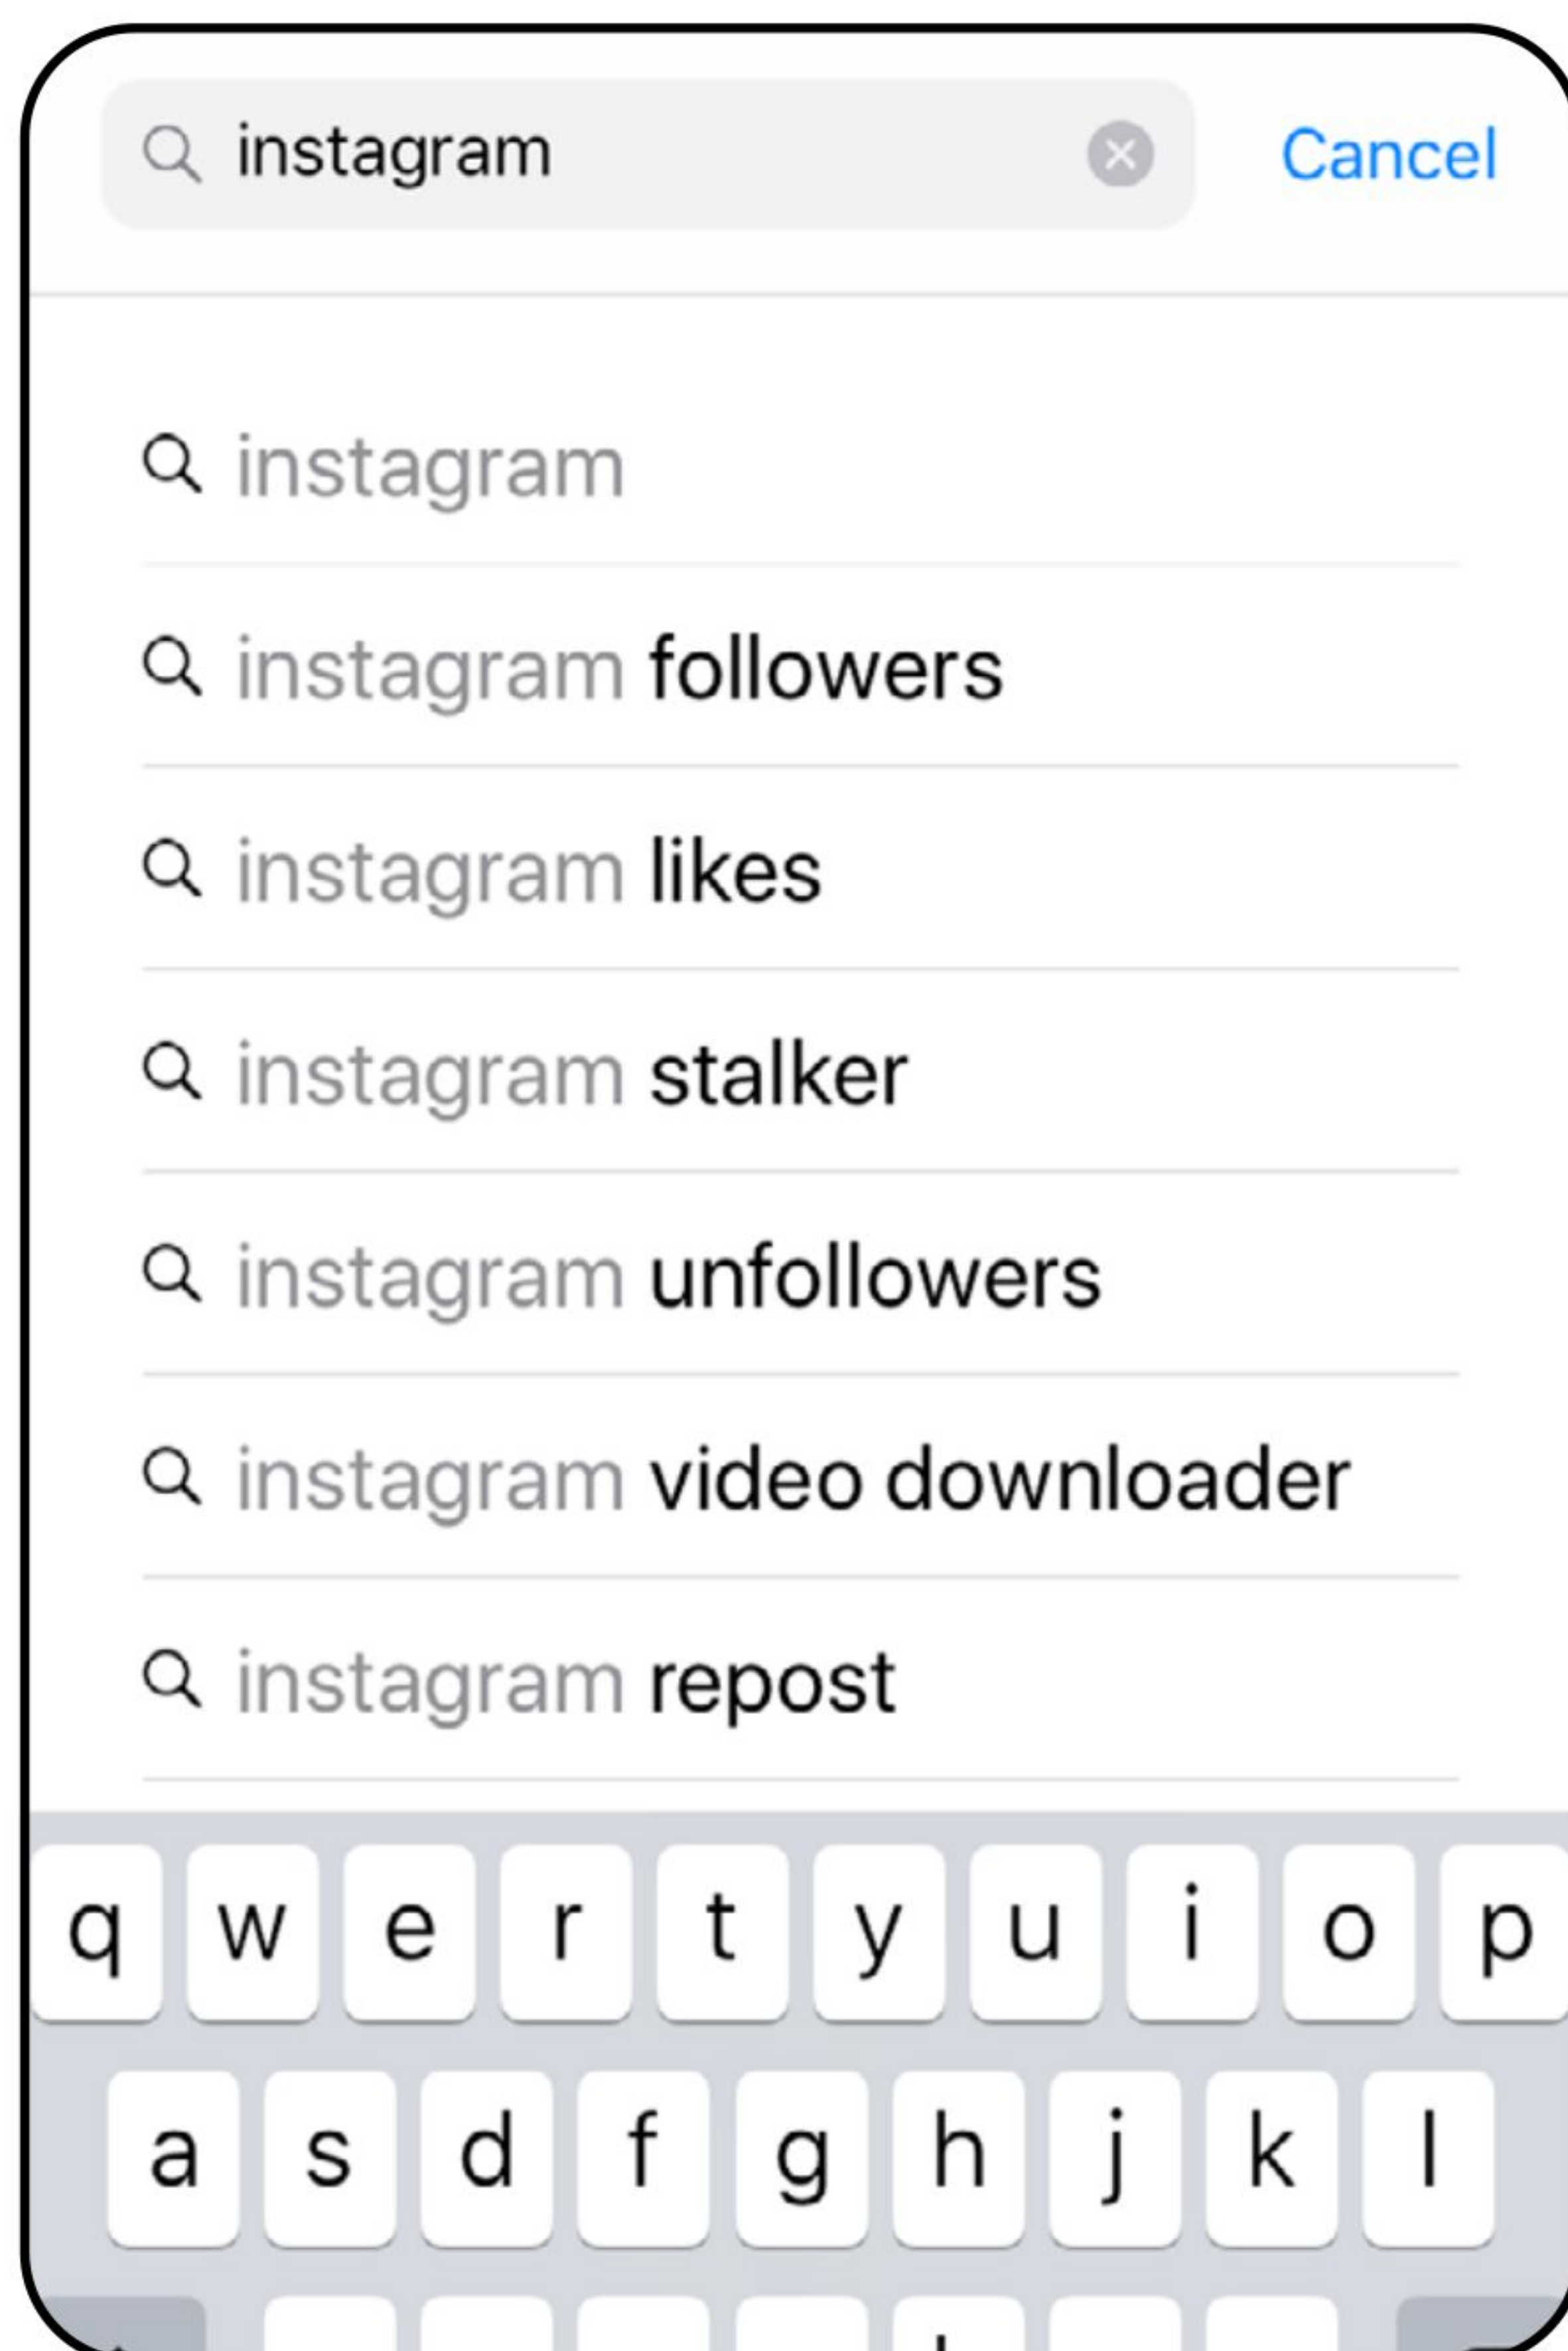 instagram Cancel
instagram
instagram followers
instagram likes
instagram stalker
instagram unfollowers
instagram video downloader
instagram repost
q w e r t y u i o p
a s d f g h j k l